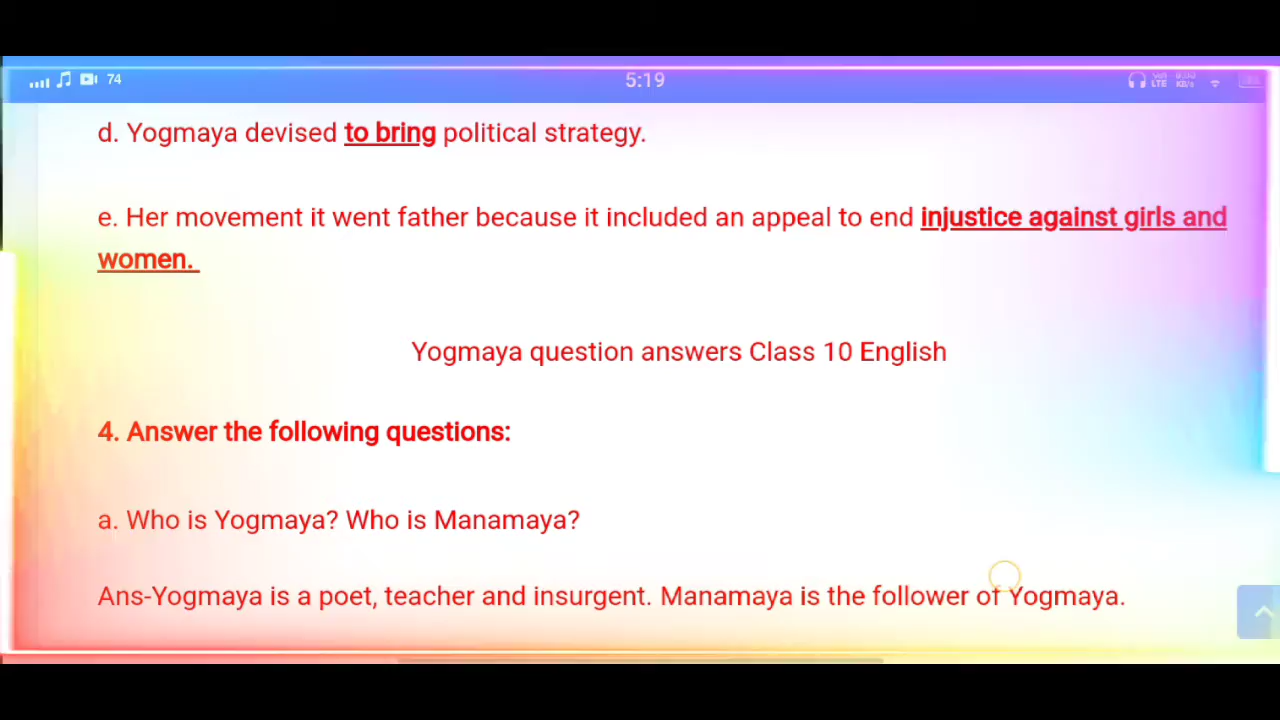 74
5:19
LTE
d. Yogmaya devised to bring political strategy.
e. Her movement it went father because it included an appeal to end injustice against girls and
women.
Yogmaya question answers Class 10 English
4. Answer the following questions:
a. Who is Yogmaya? Who is Manamaya?
Ans-Yogmaya is a poet, teacher and insurgent. Manamaya is the follower of Yogmaya.